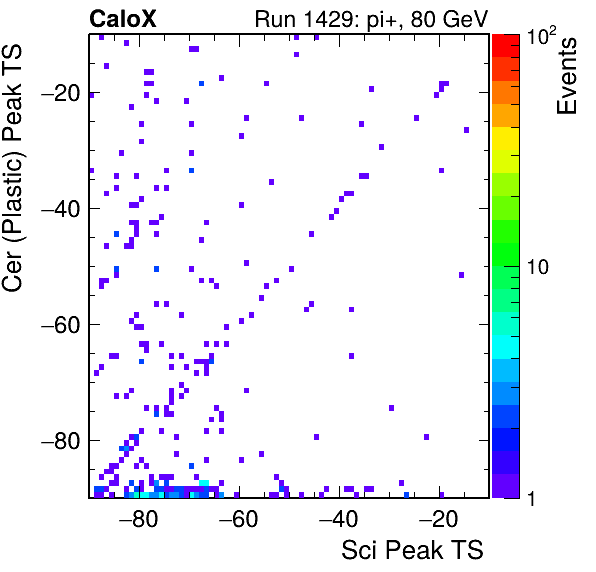 CaloX Run 1429: pi+, 80 GeV
Cer (Plastic) Peak TS
−20
−40
−60
−80
−80 −60 −40 −20
Sci Peak TS
10²
10
1
Events